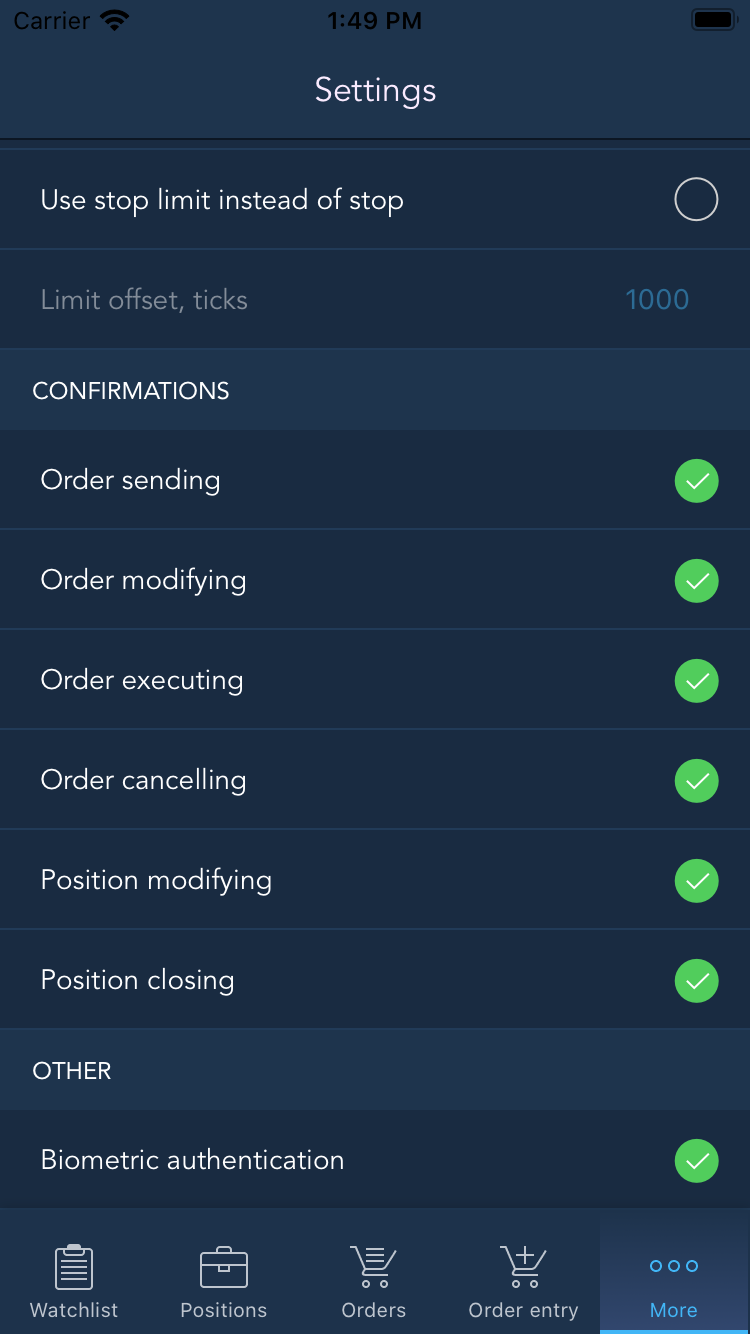 Carrier 1:49 PM
Settings
Use stop limit instead of stop
Limit offset, ticks 1000
CONFIRMATIONS
Order sending
Order modifying
Order executing
Order cancelling
Position modifying
Position closing
OTHER
Biometric authentication
Watchlist Positions Orders Order entry More